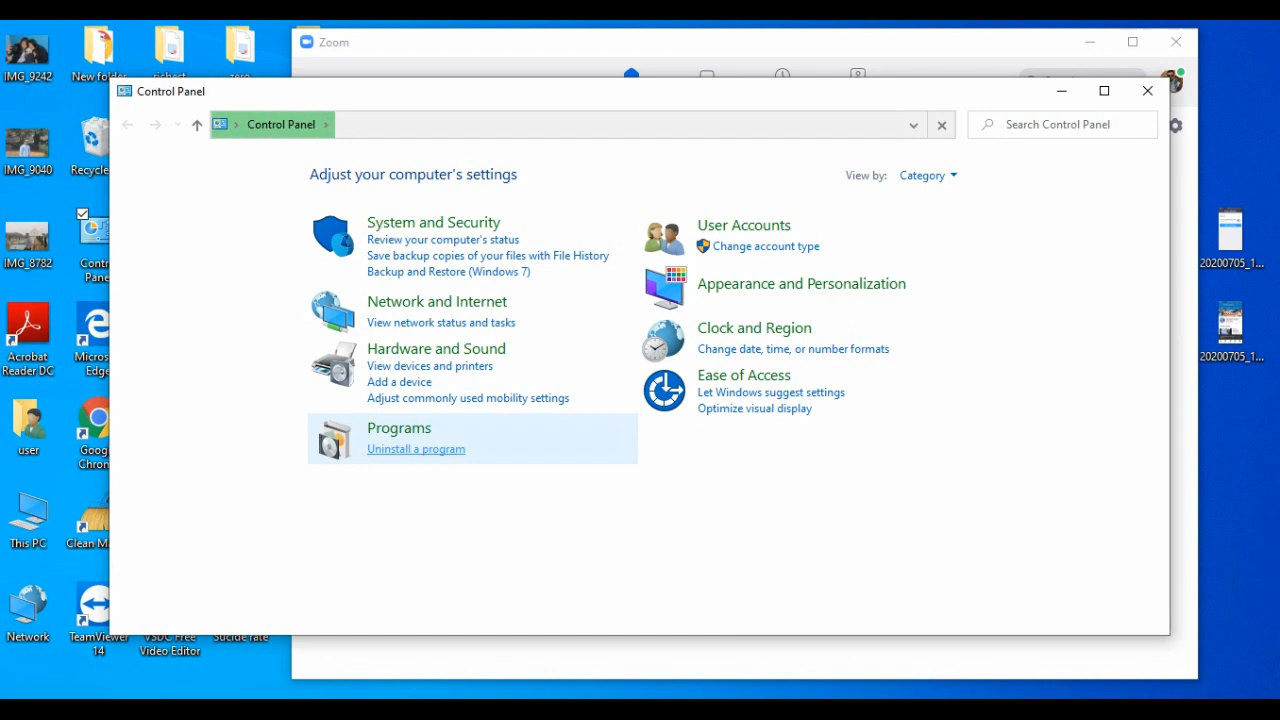 Zoom
Control Panel
Control Panel
Search Control Panel
Adjust your computer's settings
View by: Category
System and Security
Review your computer's status
Save backup copies of your files with File History
Backup and Restore (Windows 7)
Network and Internet
View network status and tasks
Hardware and Sound
View devices and printers
Add a device
Adjust commonly used mobility settings
Programs
Uninstall a program
User Accounts
Change account type
Appearance and Personalization
Clock and Region
Change date, time, or number formats
Ease of Access
Let Windows suggest settings
Optimize visual display
IMG_9242
New folder
IMG_9040
Recycle
IMG_8782
Contr
Pane
Acrobat
Reader DC
Micros
Edge
user
Goog
Chron
This PC
Clean M
Network
TeamViewer
14
VSDC Free
Video Editor
Sucide rate
20200705_1...
20200705_1...